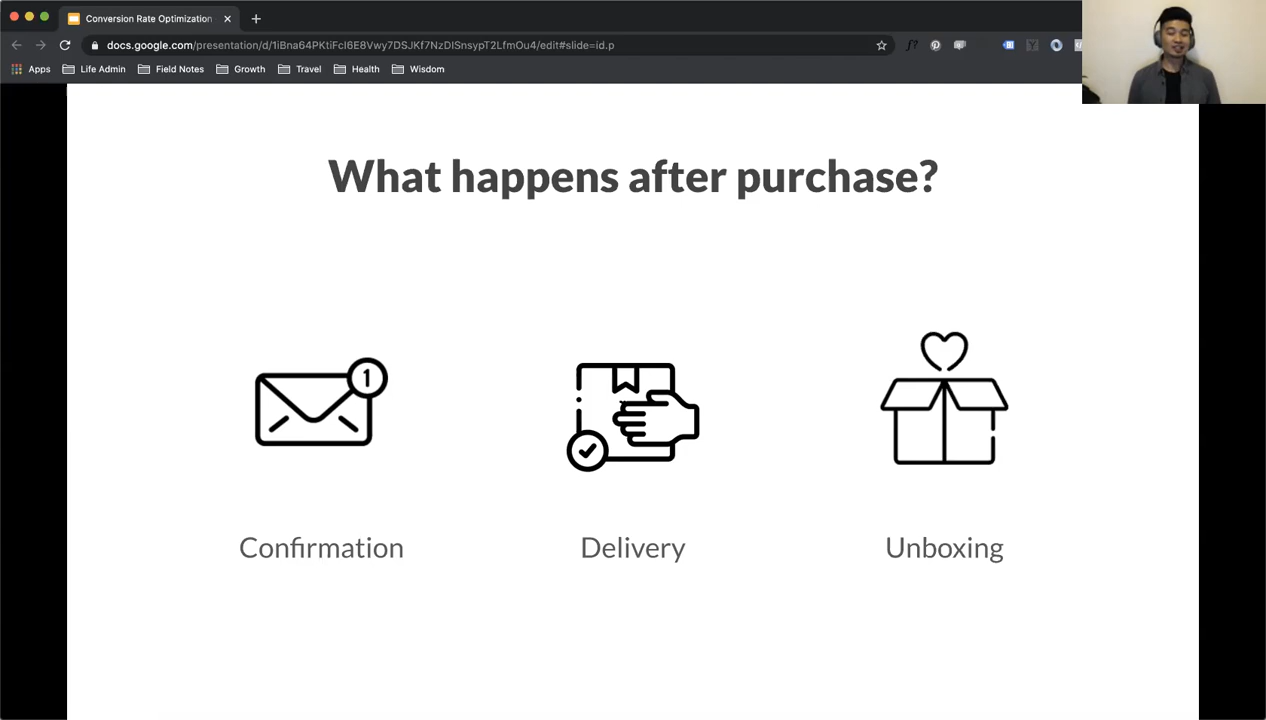 Conversion Rate Optimization
docs.google.com/presentation/d/1iBna64PKtiFcI6E8Vwy7DSJKf7NzDISnsypT2LfmOu4/edit#slide=id.p
Apps Life Admin Field Notes Growth Travel Health Wisdom
What happens after purchase?
1
Confirmation Delivery Unboxing